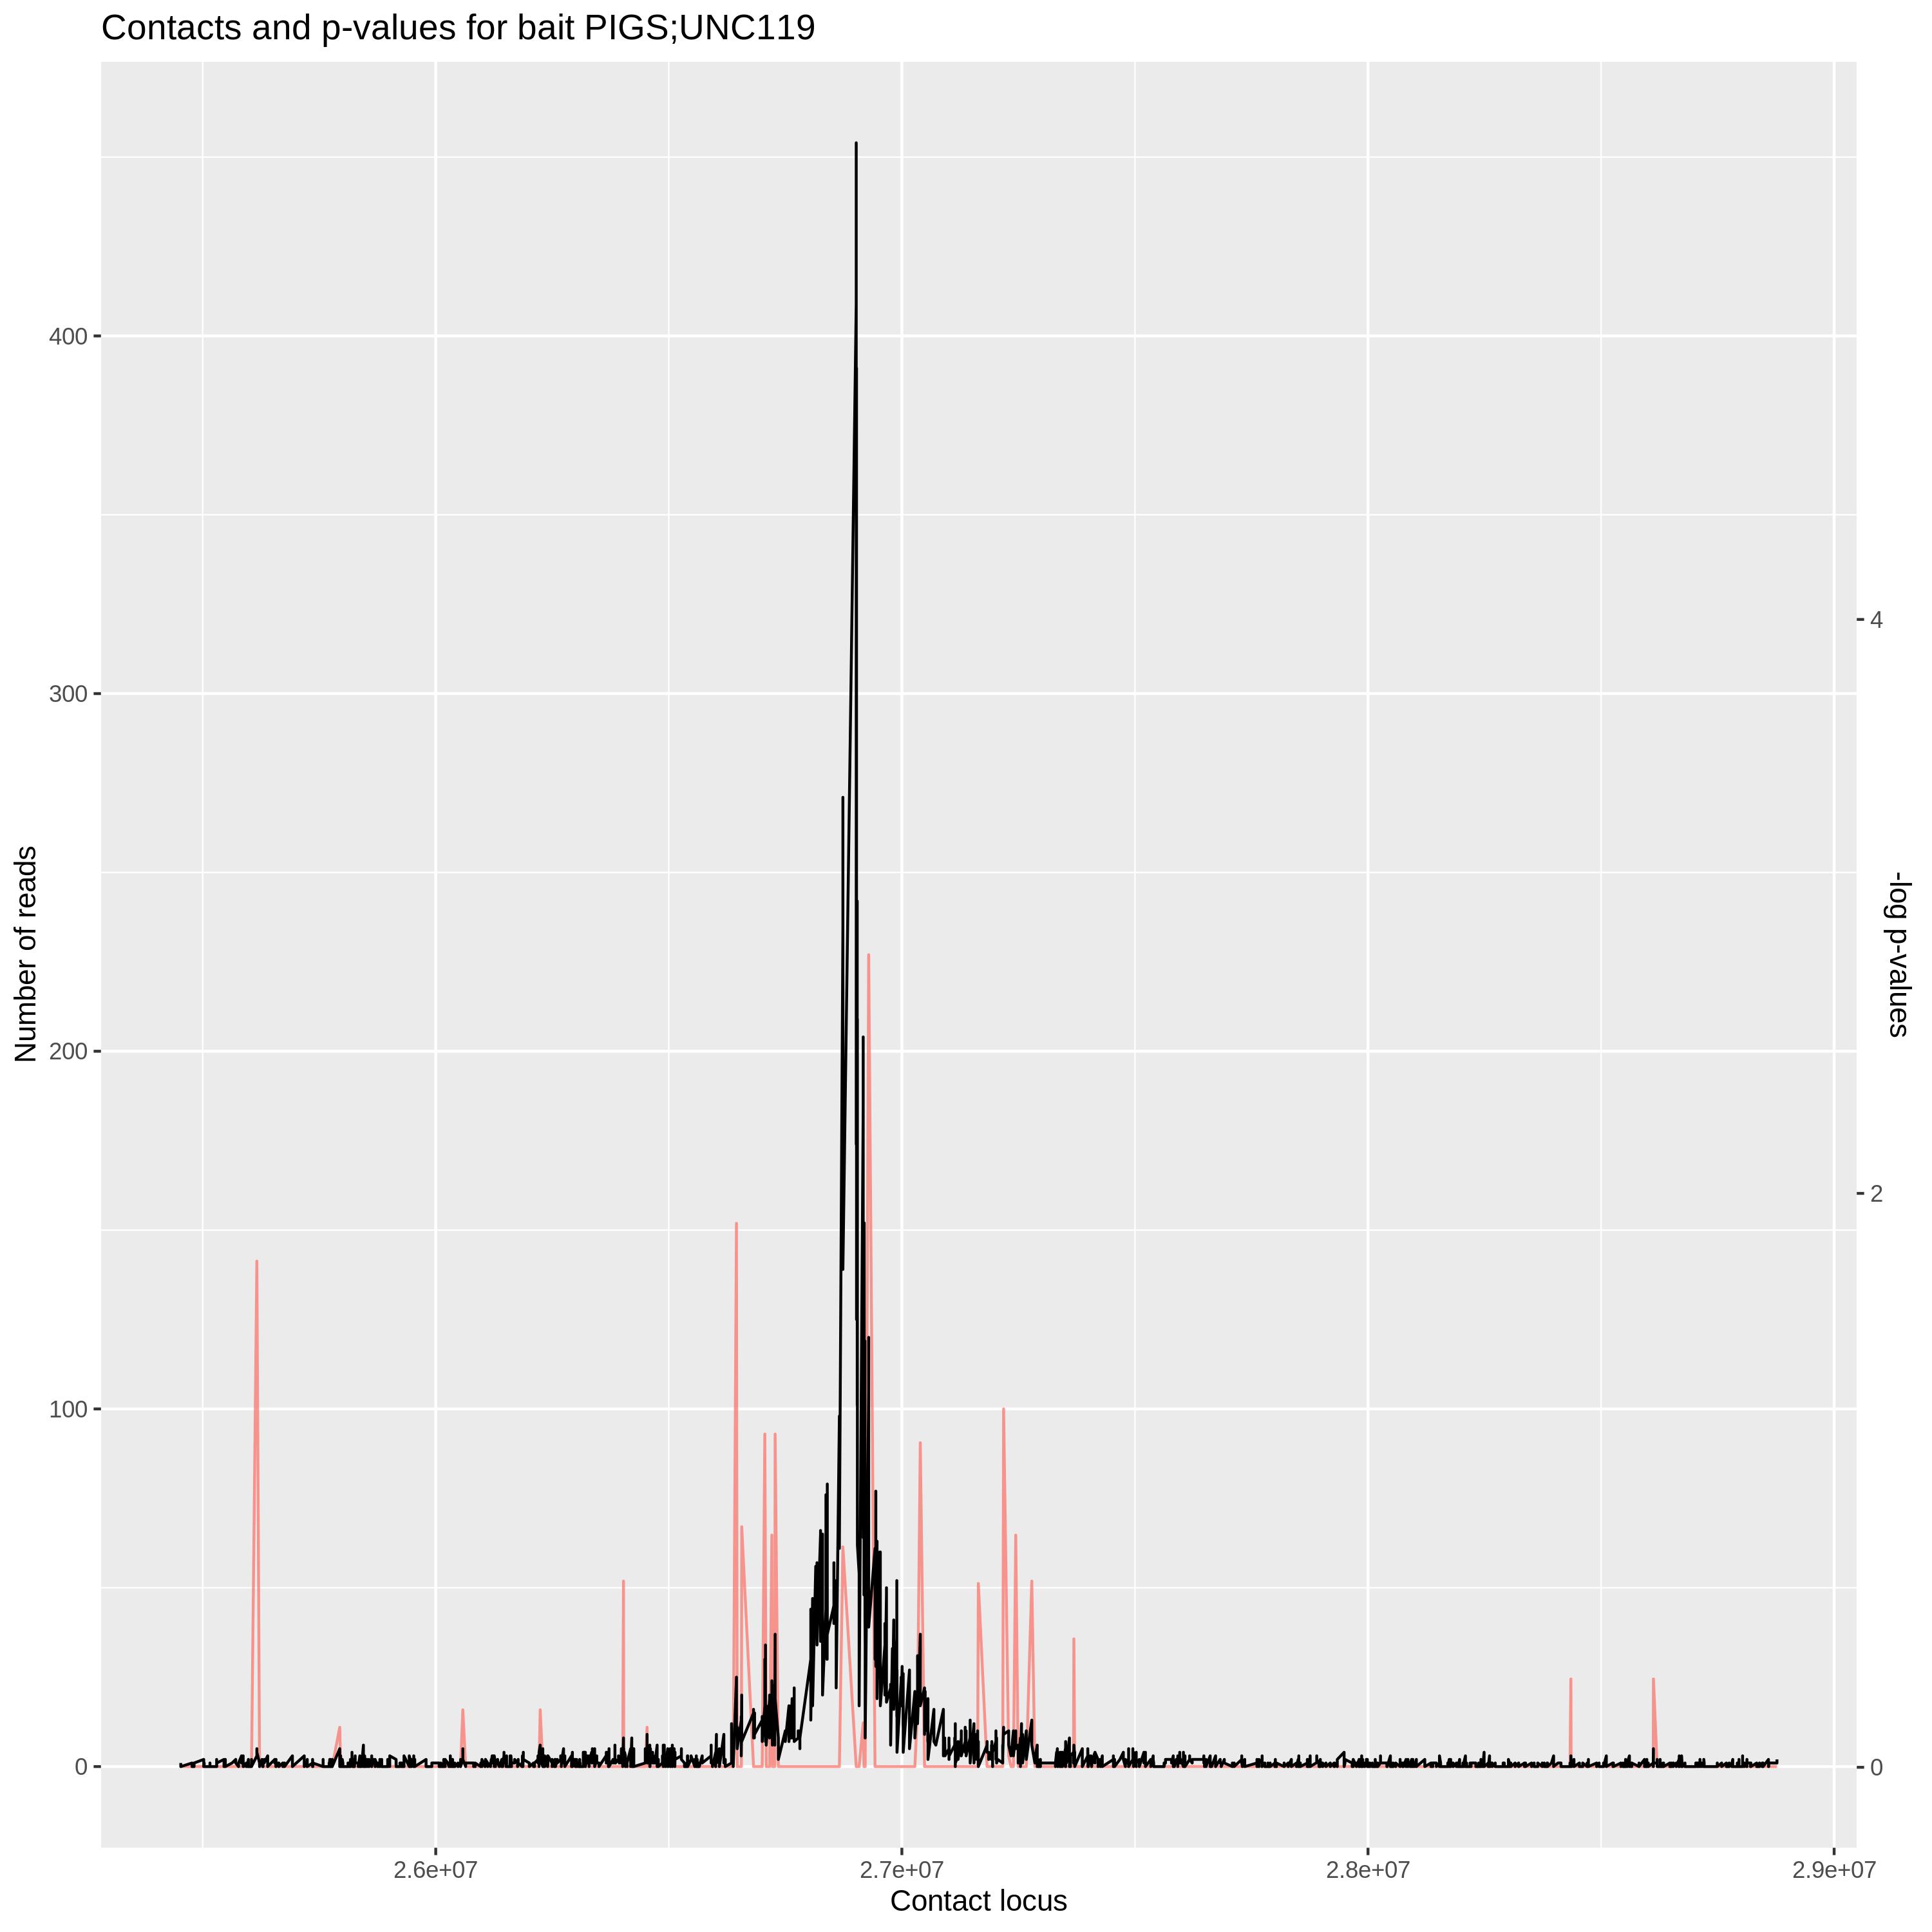 Contacts and p-values for bait PIGS;UNC119
Number of reads
400
300
200
100
0
4
2
0
-log p-values
2.6e+07
2.7e+07
2.8e+07
2.9e+07
Contact locus